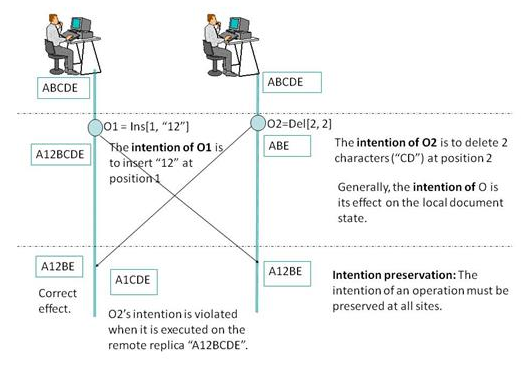 ABCDE
ABCDE
O1 = Ins[1, “12”]
O2=Del[2, 2]
A12BCDE
The intention of O1 is
to insert “12” at
position 1
ABE
The intention of O2 is to delete 2
characters (“CD”) at position 2
Generally, the intention of O is
its effect on the local document
state.
A12BE
Correct
effect.
A1CDE
O2’s intention is violated
when it is executed on the
remote replica “A12BCDE”.
A12BE
Intention preservation: The
intention of an operation must be
preserved at all sites.